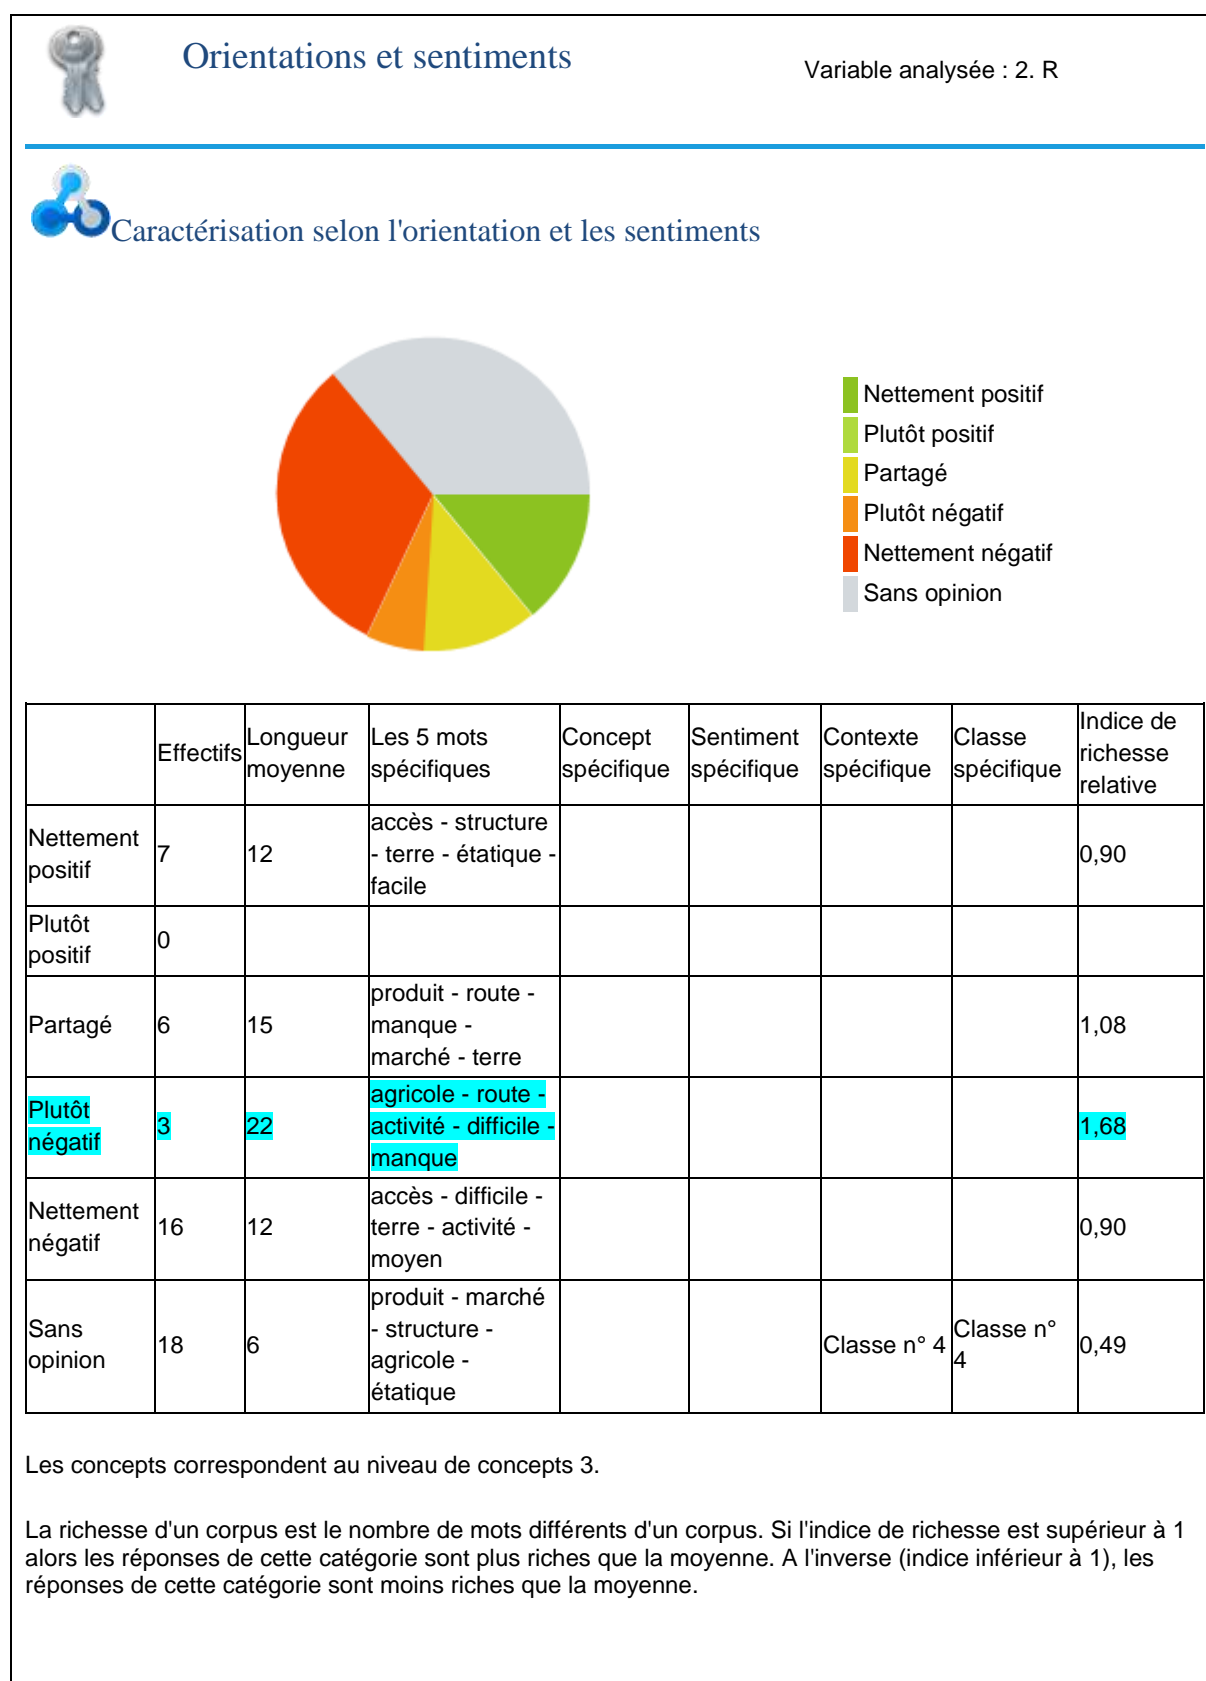 Orientations et sentiments
Variable analysée : 2. R
Caractérisation selon l'orientation et les sentiments
Nettement positif
Plutôt positif
Partagé
Plutôt négatif
Nettement négatif
Sans opinion
Effectifs
Longueur
moyenne
Les 5 mots
spécifiques
Concept
spécifique
Sentiment
spécifique
Contexte
spécifique
Classe
spécifique
Indice de
richesse
relative
Nettement
positif
7
12
accès - structure
- terre - étatique -
facile
0,90
Plutôt
positif
0
Partagé
6
15
produit - route -
manque -
marché - terre
1,08
Plutôt
négatif
3
22
agricole - route -
activité - difficile -
manque
1,68
Nettement
négatif
16
12
accès - difficile -
terre - activité -
moyen
0,90
Sans
opinion
18
6
produit - marché
- structure -
agricole -
étatique
Classe n° 4
Classe n°
4
0,49
Les concepts correspondent au niveau de concepts 3.
La richesse d'un corpus est le nombre de mots différents d'un corpus. Si l'indice de richesse est supérieur à 1
alors les réponses de cette catégorie sont plus riches que la moyenne. A l'inverse (indice inférieur à 1), les
réponses de cette catégorie sont moins riches que la moyenne.